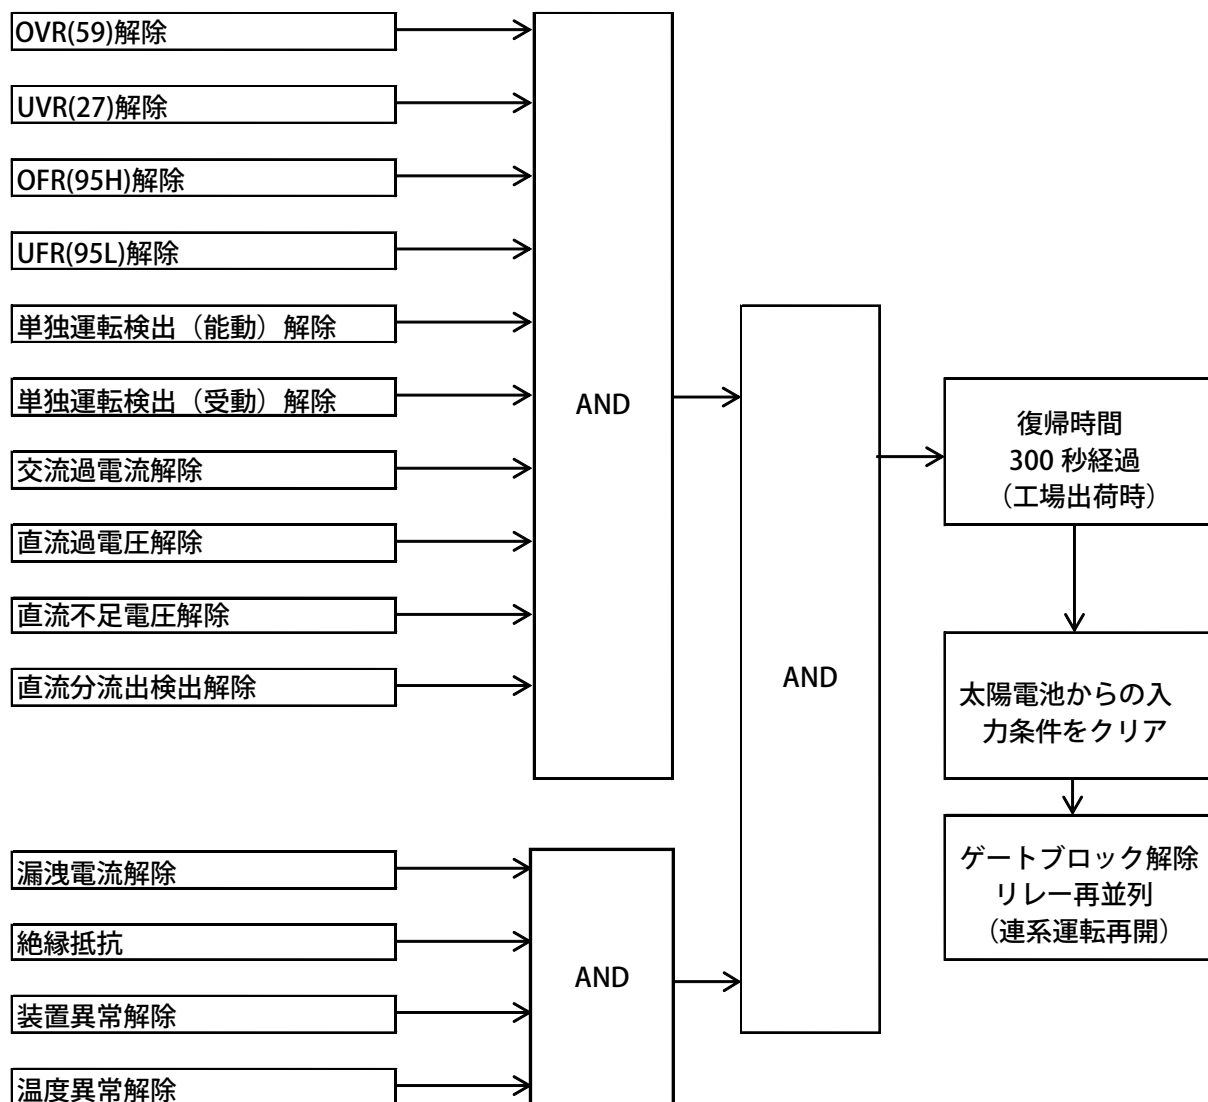 OVR(59)解除
UVR(27)解除
OFR(95H)解除
UFR(95L)解除
単独運転検出（能動）解除
単独運転検出（受動）解除
交流過電流解除
直流過電圧解除
直流不足電圧解除
直流分流出検出解除
AND
漏洩電流解除
絶縁抵抗
装置異常解除
温度異常解除
AND
AND
復帰時間
300 秒経過
（工場出荷時）
太陽電池からの入
力条件をクリア
ゲートブロック解除
リレー再並列
（連系運転再開）